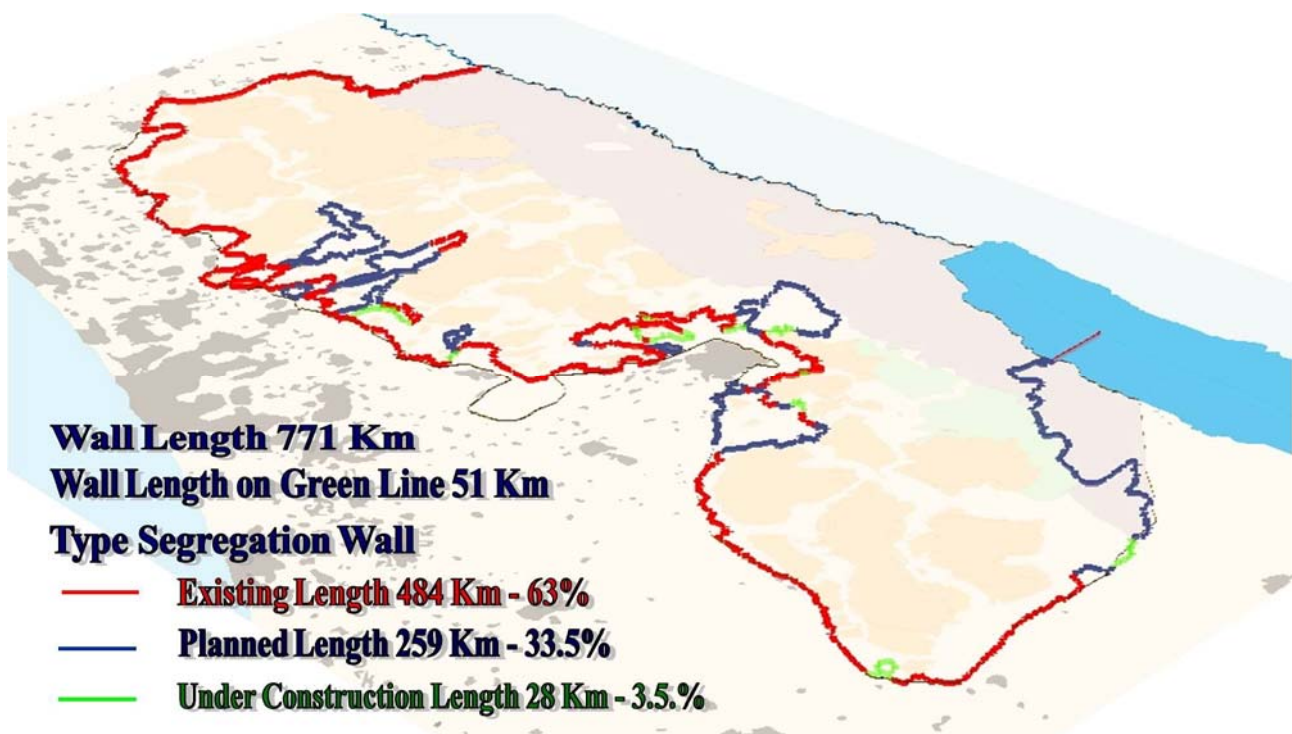 Wall Length 771 Km
Wall Length on Green Line 51 Km
Type Segregation Wall
Existing Length 484 Km - 63%
Planned Length 259 Km - 33.5%
Under Construction Length 28 Km - 3.5.%